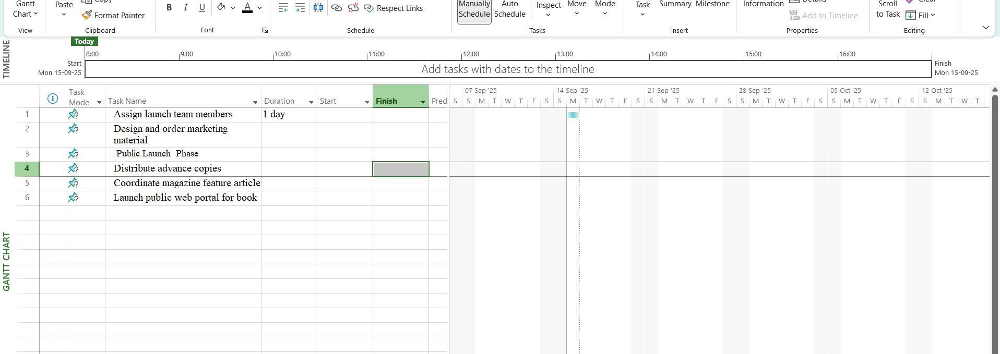 Gantt Paste Copy Manually Auto Inspect Move Mode Task Summary Milestone Information Details Scroll Clear
Chart Format Painter B I U A Respect Links Schedule Schedule Add to Timeline to Task Fill
View Clipboard Font Schedule Tasks Insert Properties Editing
TIMELINE
Today
8:00 9:00 10:00 11:00 12:00 13:00 14:00 15:00 16:00
Start Finish
Mon 15-09-25 Add tasks with dates to the timeline Mon 15-09-25
GANTT CHART
Task
Mode Task Name Duration Start Finish Pred
07 Sep '25 14 Sep '25 21 Sep '25 28 Sep '25 05 Oct '25 12 Oct '25
S S M T W T F S S M T W T F S S M T W T F S S M T W T F S S M T W T F S S M T W T
1 ? Assign launch team members 1 day
2 ? Design and order marketing
material
3 ? Public Launch  Phase
4 ? Distribute advance copies
5 ? Coordinate magazine feature article
6 ? Launch public web portal for book